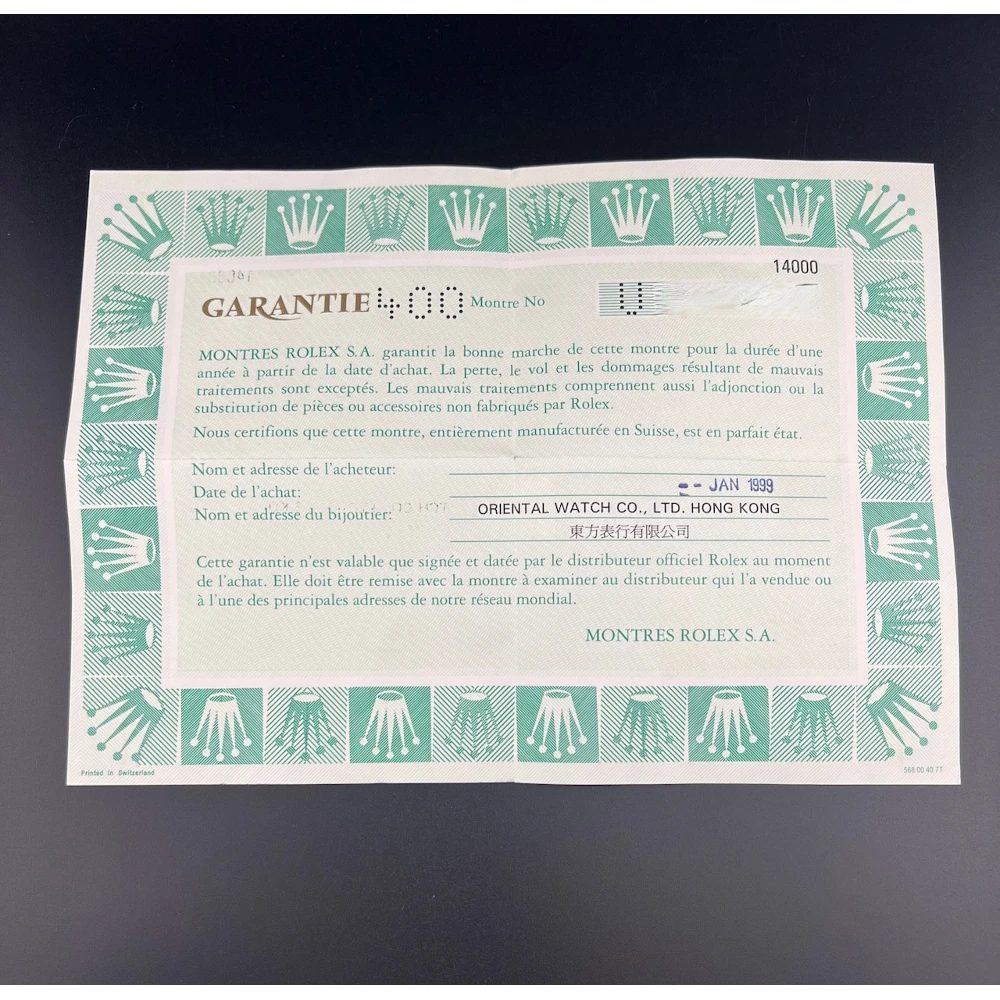 14000
GARANTIE 400 Montre No U
MONTRES ROLEX S.A. garantit la bonne marche de cette montre pour la durée d'une
année à partir de la date d'achat. La perte, le vol et les dommages résultant de mauvais
traitements sont exceptés. Les mauvais traitements comprennent aussi l'adjonction ou la
substitution de pièces ou accessoires non fabriqués par Rolex.
Nous certifions que cette montre, entièrement manufacturée en Suisse, est en parfait état.
Nom et adresse de l'acheteur:
Date de l'achat: - JAN 1999
Nom et adresse du bijoutier: ORIENTAL WATCH CO., LTD. HONG KONG
東方表行有限公司
Cette garantie n'est valable que signée et datée par le distributeur officiel Rolex au moment
de l'achat. Elle doit être remise avec la montre à examiner au distributeur qui l'a vendue ou
à l'une des principales adresses de notre réseau mondial.
MONTRES ROLEX S.A.
Printed in Switzerland
568.00.40.77